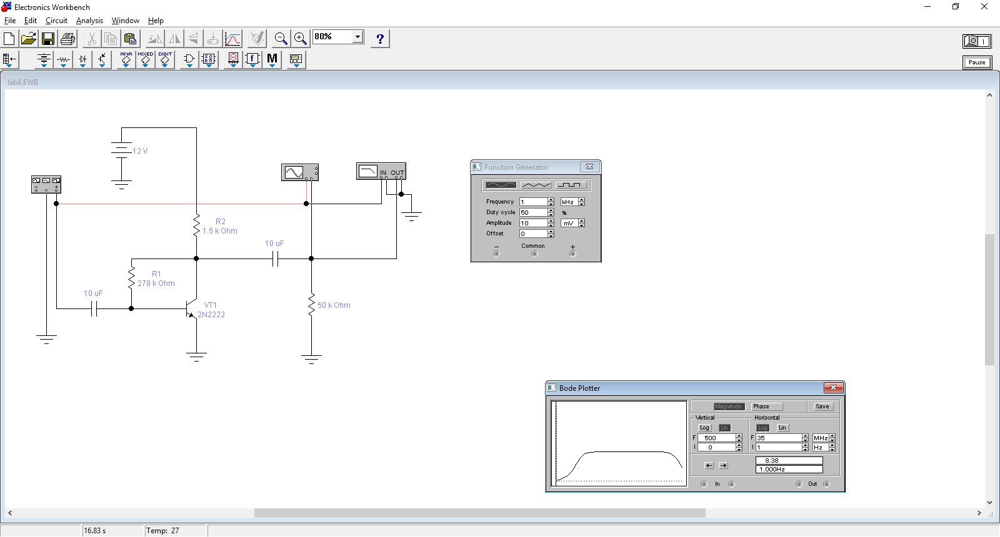 Electronics Workbench
File Edit Circuit Analysis Window Help
80%
?
ANA MIXED DIGIT
f M
Pause
lab8.EWB
12 V
IN OUT
R2
1.5 k Ohm
10 uF
R1
278 k Ohm
10 uF
VT1
2N2222
50 k Ohm
Function Generator
Frequency 1 kHz
Duty cycle 50 %
Amplitude 10 mV
Offset 0
− Common +
Bode Plotter
Magnitude Phase Save
Vertical Horizontal
Log Lin Log Lin
F 500 F 35 MHz
I 0 I 1 Hz
8.38
1.000Hz
In Out
16.83 s Temp: 27